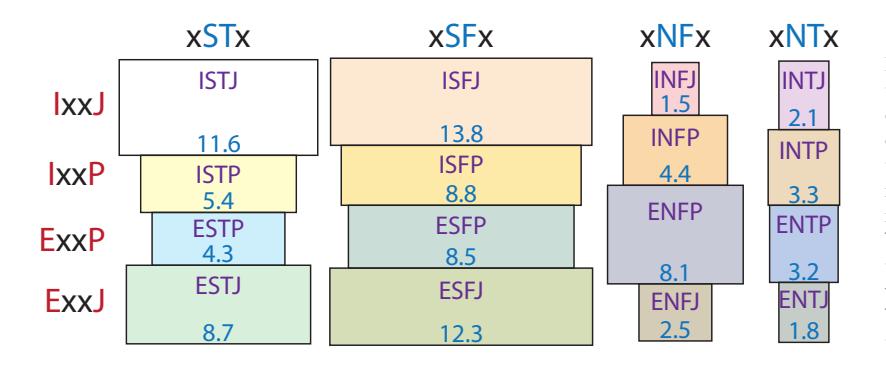 xSTx xSFx xNFx xNTx
IxxJ
ISTJ
11.6
ISFJ
13.8
INFJ
1.5
INTJ
2.1
IxxP
ISTP
5.4
ISFP
8.8
INFP
4.4
INTP
3.3
ExxP
ESTP
4.3
ESFP
8.5
ENFP
8.1
ENTP
3.2
ExxJ
ESTJ
8.7
ESFJ
12.3
ENFJ
2.5
ENTJ
1.8